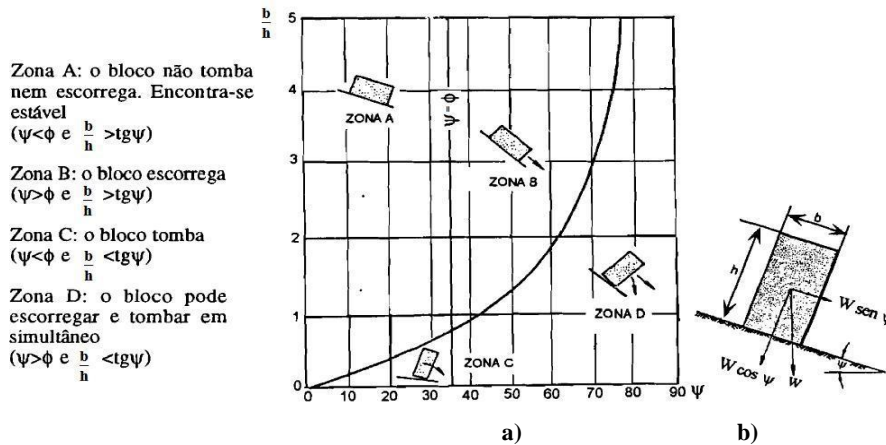 Zona A: o bloco não tomba
nem escorrega. Encontra-se
estável
(ψ<ϕ e b/h >tgψ)
Zona B: o bloco escorrega
(ψ>ϕ e b/h >tgψ)
Zona C: o bloco tomba
(ψ<ϕ e b/h <tgψ)
Zona D: o bloco pode
escorregar e tombar em
simultâneo
(ψ>ϕ e b/h <tgψ)
b/h
5
4
3
2
1
0
ZONA A
ψ=ϕ
ZONA B
ZONA C
ZONA D
0 10 20 30 40 50 60 70 80 90 ψ
a)
b
h
W sen ψ
W cos ψ
W
ψ
b)